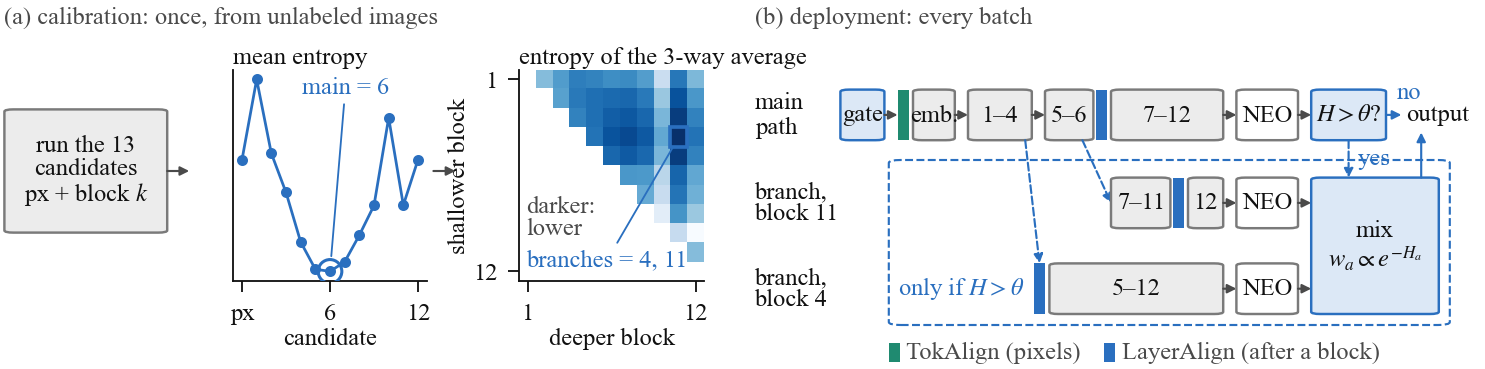 (a) calibration: once, from unlabeled images
run the 13
candidates
px + block k
mean entropy
main = 6
px
6
12
candidate
entropy of the 3-way average
shallower block
1
12
darker:
lower
branches = 4, 11
1
12
deeper block
(b) deployment: every batch
main
path
gate
emb.
1–4
5–6
7–12
NEO
H > θ?
no
output
yes
branch,
block 11
7–11
12
NEO
mix
w_a ∝ e^{−H_a}
branch,
block 4
only if H > θ
5–12
NEO
TokAlign (pixels)
LayerAlign (after a block)